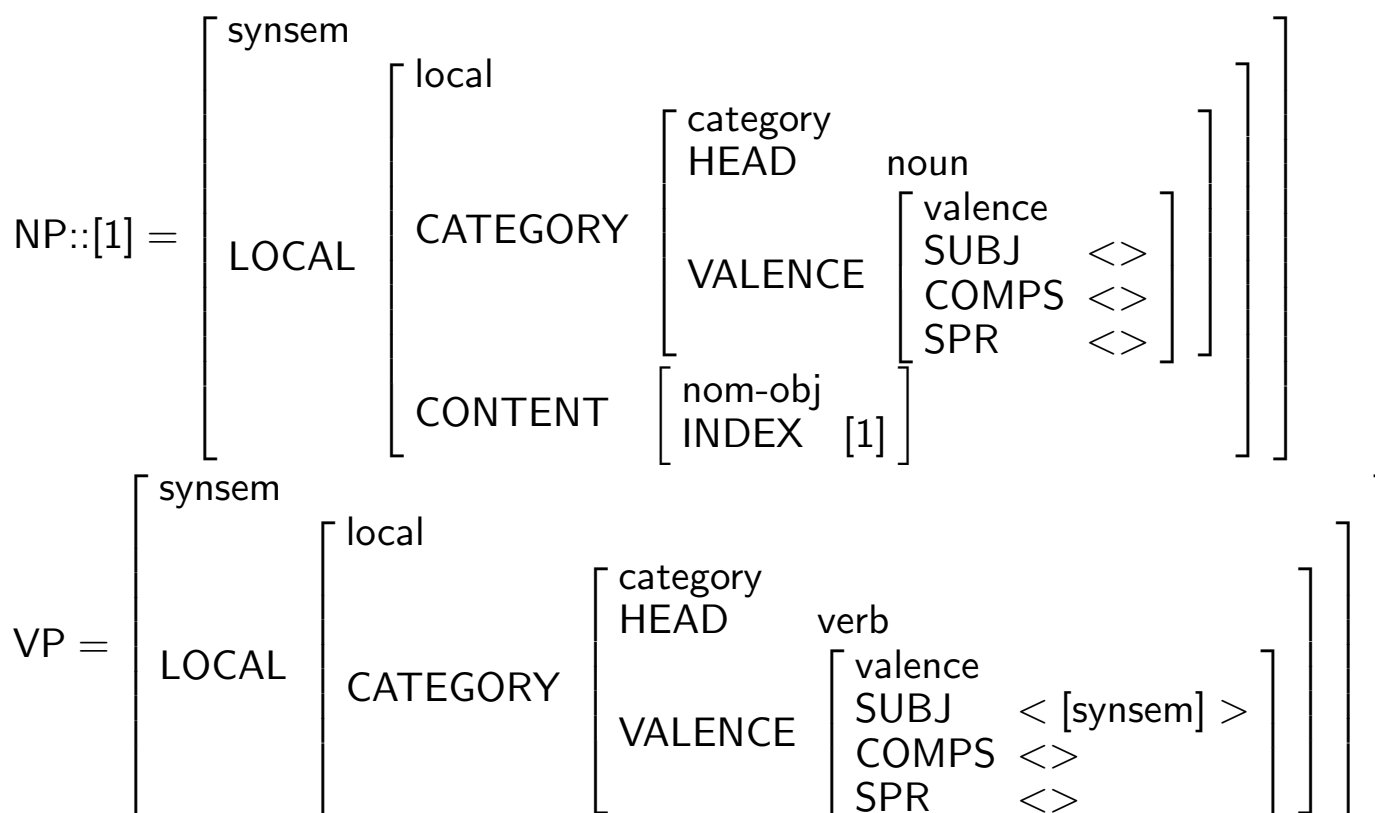 synsem
local
category
HEAD noun
valence
NP::[1] = LOCAL CATEGORY VALENCE SUBJ <>
COMPS <>
SPR <>
CONTENT nom-obj
INDEX [1]
synsem
local
category
HEAD verb
VP = LOCAL CATEGORY valence
VALENCE SUBJ < [synsem] >
COMPS <>
SPR <>